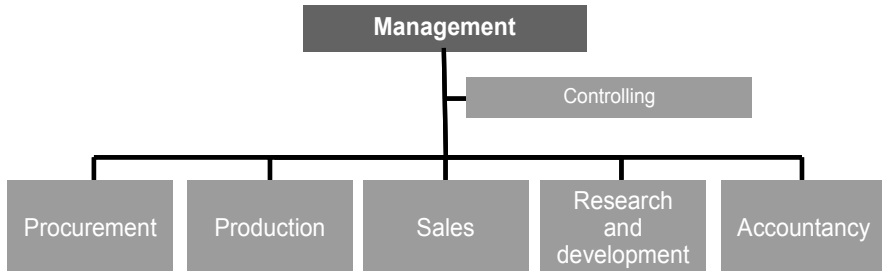 Management
Controlling
Procurement
Production
Sales
Research
and
development
Accountancy